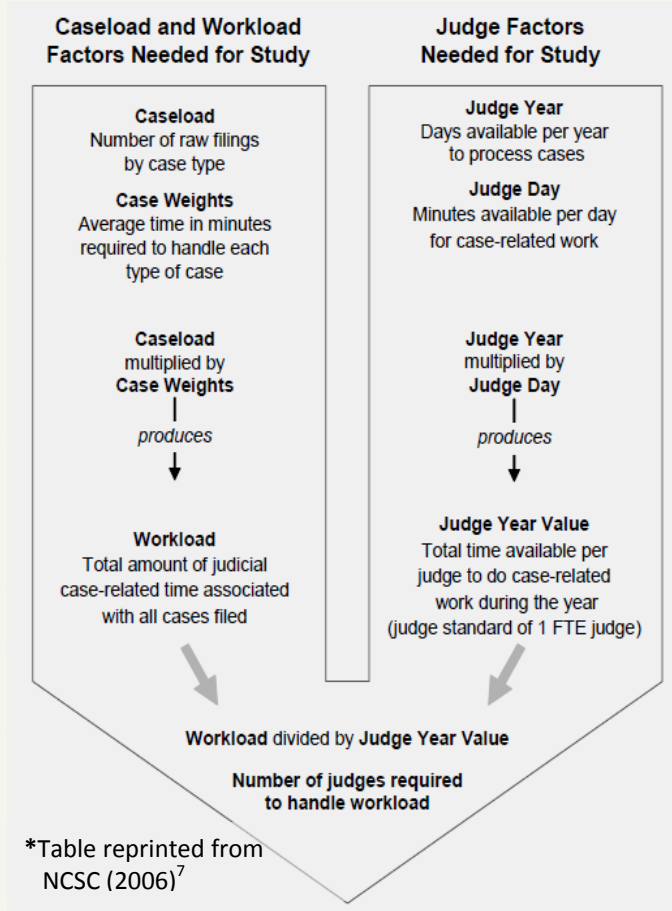 Caseload and Workload
Factors Needed for Study
Caseload
Number of raw filings
by case type
Case Weights
Average time in minutes
required to handle each
type of case
Caseload
multiplied by
Case Weights
produces
Workload
Total amount of judicial
case-related time associated
with all cases filed
Judge Factors
Needed for Study
Judge Year
Days available per year
to process cases
Judge Day
Minutes available per day
for case-related work
Judge Year
multiplied by
Judge Day
produces
Judge Year Value
Total time available per
judge to do case-related
work during the year
(judge standard of 1 FTE judge)
Workload divided by Judge Year Value
Number of judges required
to handle workload
*Table reprinted from
NCSC (2006)7